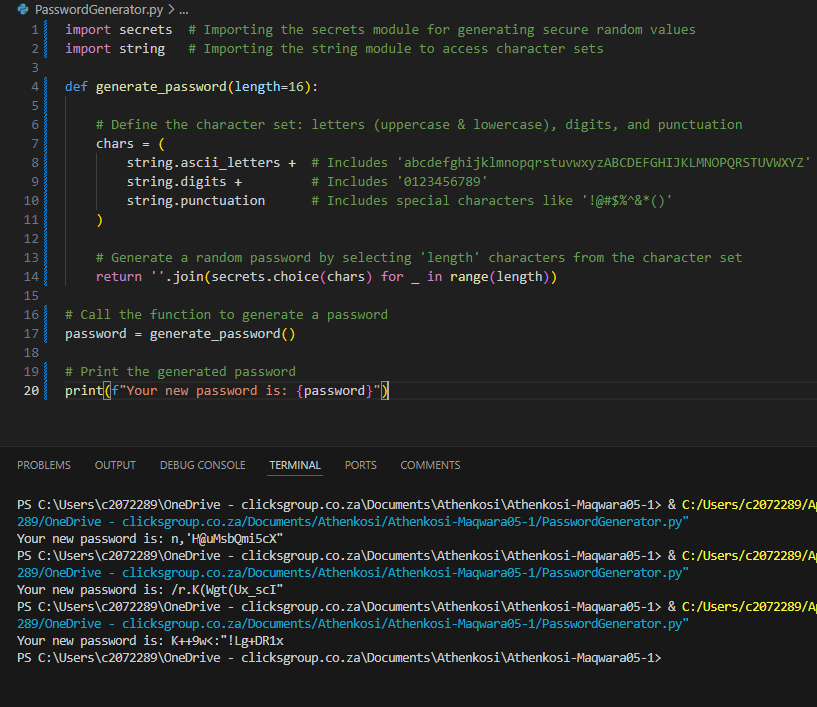 PasswordGenerator.py > ...
1 import secrets  # Importing the secrets module for generating secure random values
2 import string   # Importing the string module to access character sets
3
4 def generate_password(length=16):
5
6     # Define the character set: letters (uppercase & lowercase), digits, and punctuation
7     chars = (
8         string.ascii_letters +  # Includes 'abcdefghijklmnopqrstuvwxyzABCDEFGHIJKLMNOPQRSTUVWXYZ'
9         string.digits +         # Includes '0123456789'
10         string.punctuation      # Includes special characters like '!@#$%^&*()'
11     )
12
13     # Generate a random password by selecting 'length' characters from the character set
14     return ''.join(secrets.choice(chars) for _ in range(length))
15
16 # Call the function to generate a password
17 password = generate_password()
18
19 # Print the generated password
20 print(f"Your new password is: {password}")
PROBLEMS OUTPUT DEBUG CONSOLE TERMINAL PORTS COMMENTS
PS C:\Users\c2072289\OneDrive - clicksgroup.co.za\Documents\Athenkosi\Athenkosi-Maqwara05-1> & C:/Users/c2072289/Ap
289/OneDrive - clicksgroup.co.za/Documents/Athenkosi/Athenkosi-Maqwara05-1/PasswordGenerator.py"
Your new password is: n,'H@uMsbQmi5cX"
PS C:\Users\c2072289\OneDrive - clicksgroup.co.za\Documents\Athenkosi\Athenkosi-Maqwara05-1> & C:/Users/c2072289/Ap
289/OneDrive - clicksgroup.co.za/Documents/Athenkosi/Athenkosi-Maqwara05-1/PasswordGenerator.py"
Your new password is: /r.K(Wgt(Ux_scI"
PS C:\Users\c2072289\OneDrive - clicksgroup.co.za\Documents\Athenkosi\Athenkosi-Maqwara05-1> & C:/Users/c2072289/Ap
289/OneDrive - clicksgroup.co.za/Documents/Athenkosi/Athenkosi-Maqwara05-1/PasswordGenerator.py"
Your new password is: K++9w<:"!Lg+DR1x
PS C:\Users\c2072289\OneDrive - clicksgroup.co.za\Documents\Athenkosi\Athenkosi-Maqwara05-1>